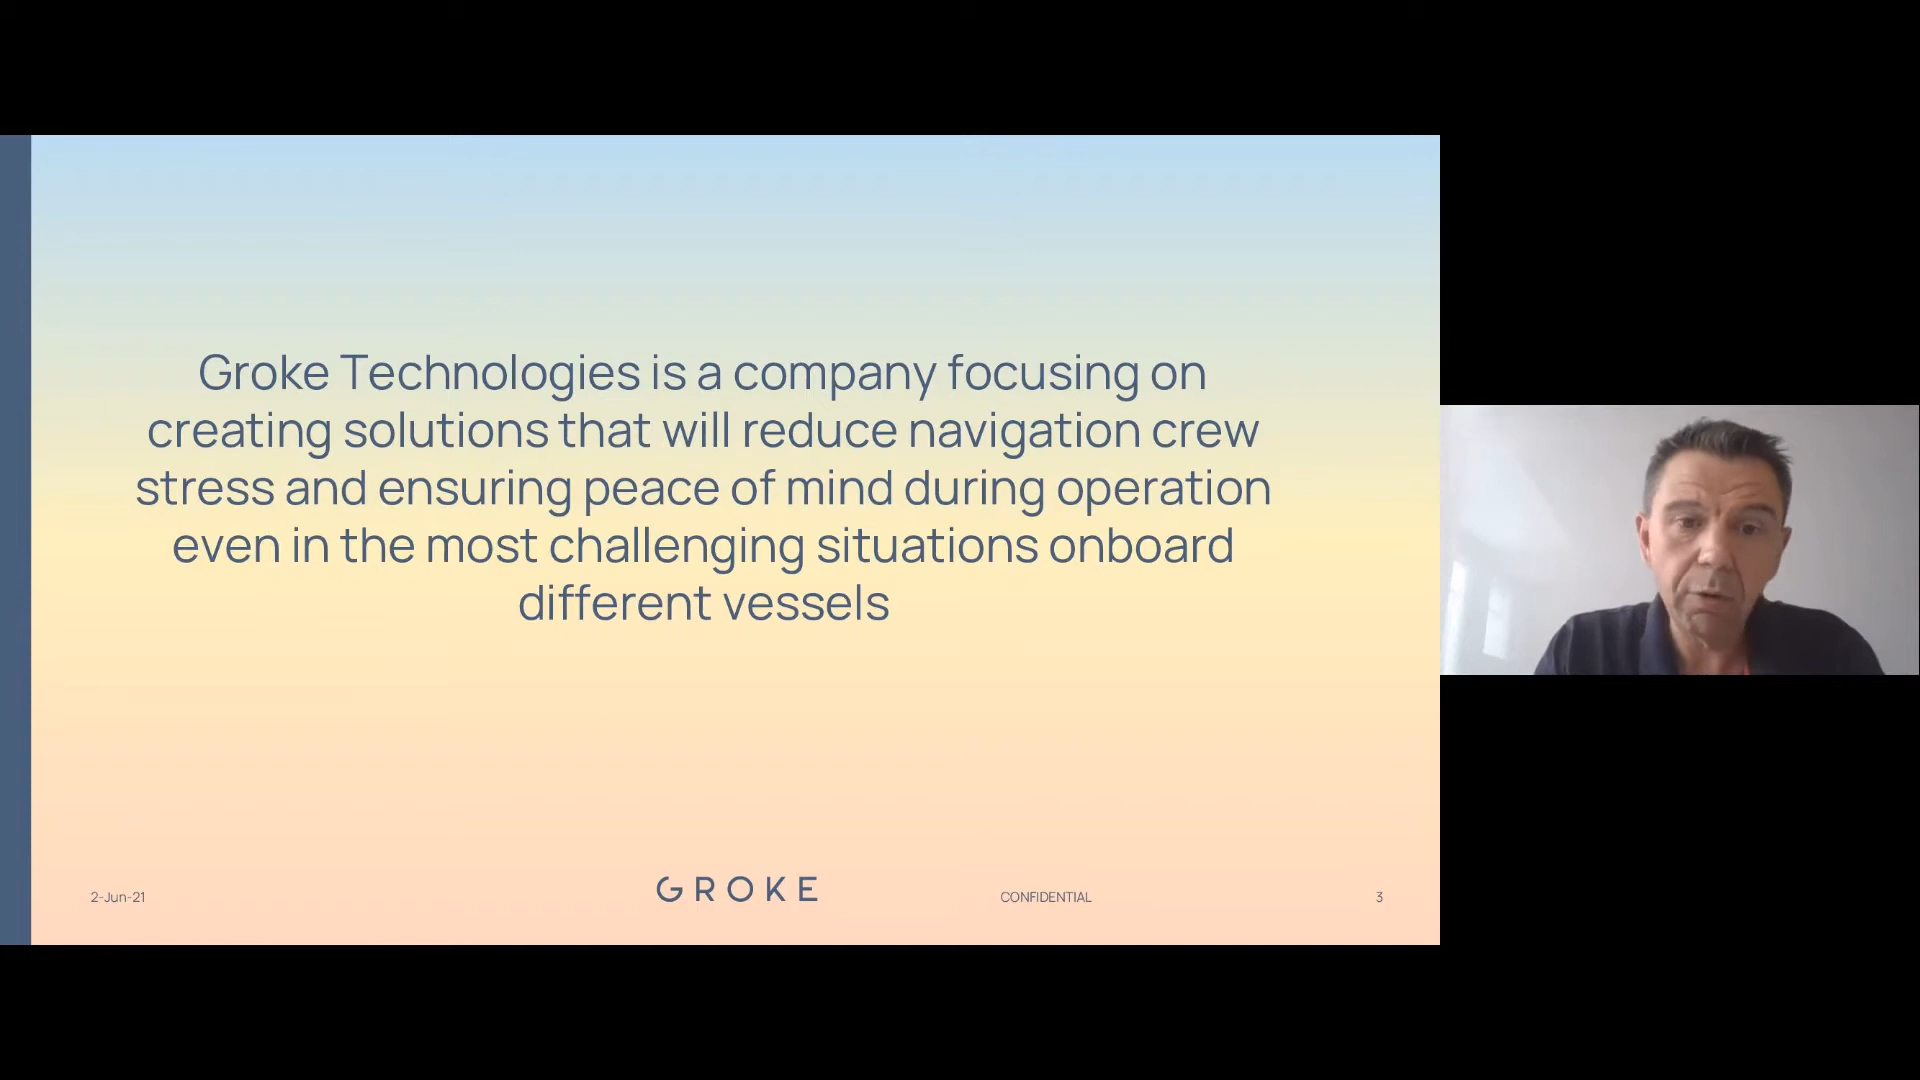 Groke Technologies is a company focusing on
creating solutions that will reduce navigation crew
stress and ensuring peace of mind during operation
even in the most challenging situations onboard
different vessels
2-Jun-21
GROKE
CONFIDENTIAL
3